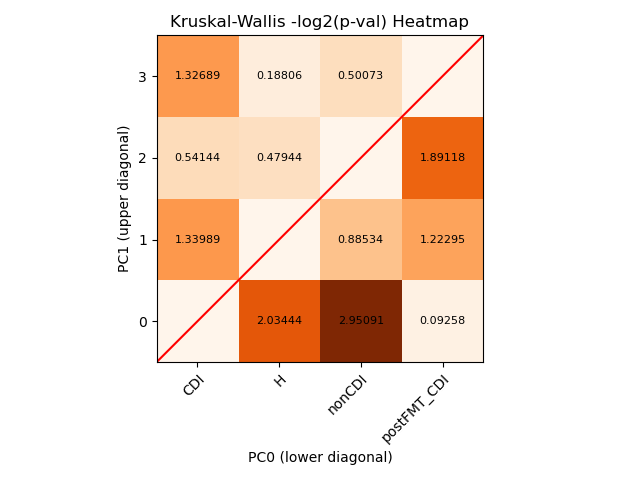 Kruskal-Wallis -log2(p-val) Heatmap
PC1 (upper diagonal)
3
1.32689 0.18806 0.50073
2
0.54144 0.47944 1.89118
1
1.33989 0.88534 1.22295
0
2.03444 2.95091 0.09258
CDI H nonCDI postFMT_CDI
PC0 (lower diagonal)